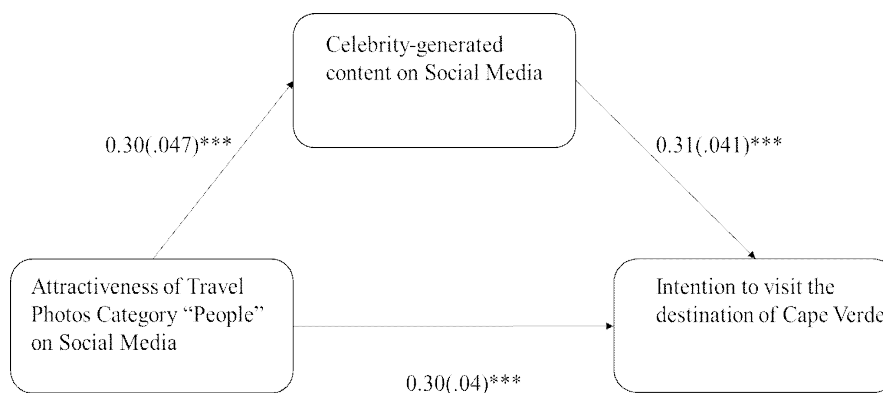 Celebrity-generated
content on Social Media
0.30(.047)***
0.31(.041)***
Attractiveness of Travel
Photos Category “People”
on Social Media
Intention to visit the
destination of Cape Verde
0.30(.04)***